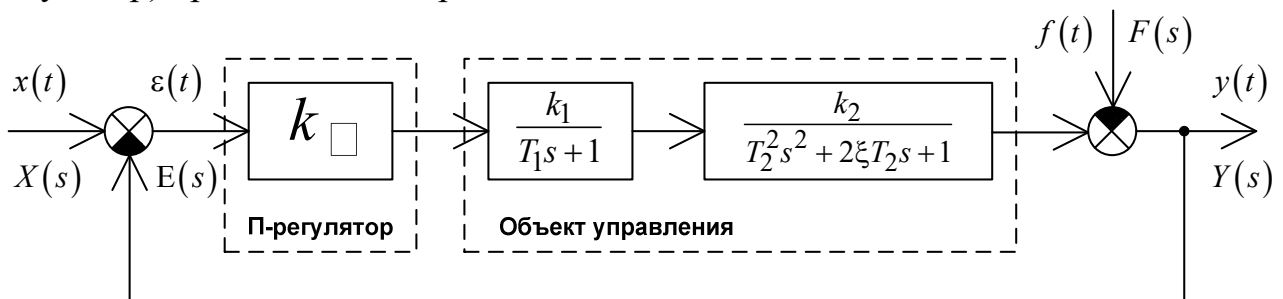 x(t)
X(s)
ε(t)
E(s)
k □
П-регулятор
k₁
T₁s + 1
k₂
T₂²s² + 2ξT₂s + 1
Объект управления
f(t)
F(s)
y(t)
Y(s)